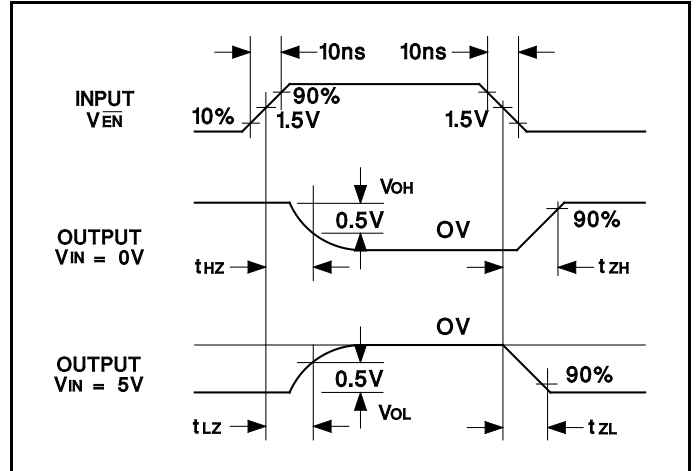 10ns 10ns
INPUT
VEN
10% 90% 1.5V 1.5V
VOH
0.5V
OUTPUT
VIN = 0V
OV
90%
tHZ tZH
OV
OUTPUT
VIN = 5V
0.5V
90%
VOL
tLZ tZL